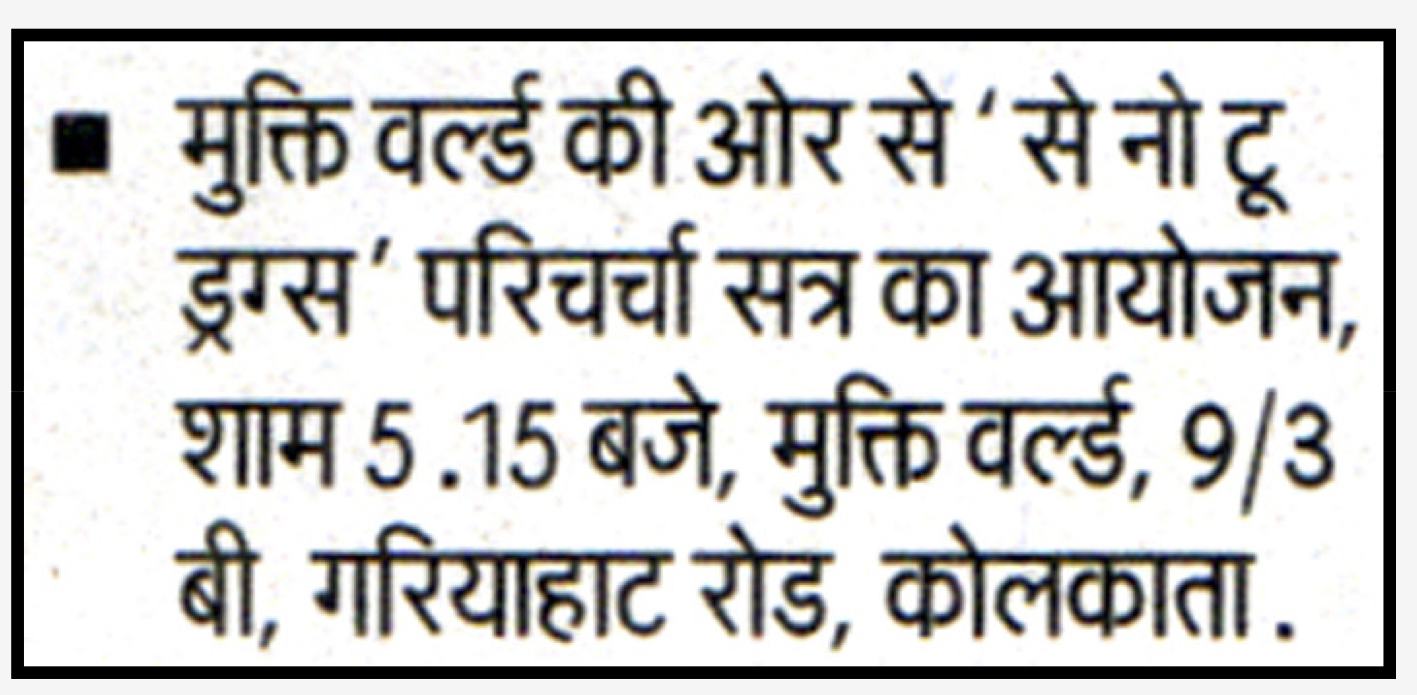 ■ मुक्ति वर्ल्ड की ओर से ‘ से नो टू
ड्रग्स ’ परिचर्चा सत्र का आयोजन,
शाम 5 .15 बजे, मुक्ति वर्ल्ड, 9/3
बी, गरियाहाट रोड, कोलकाता .